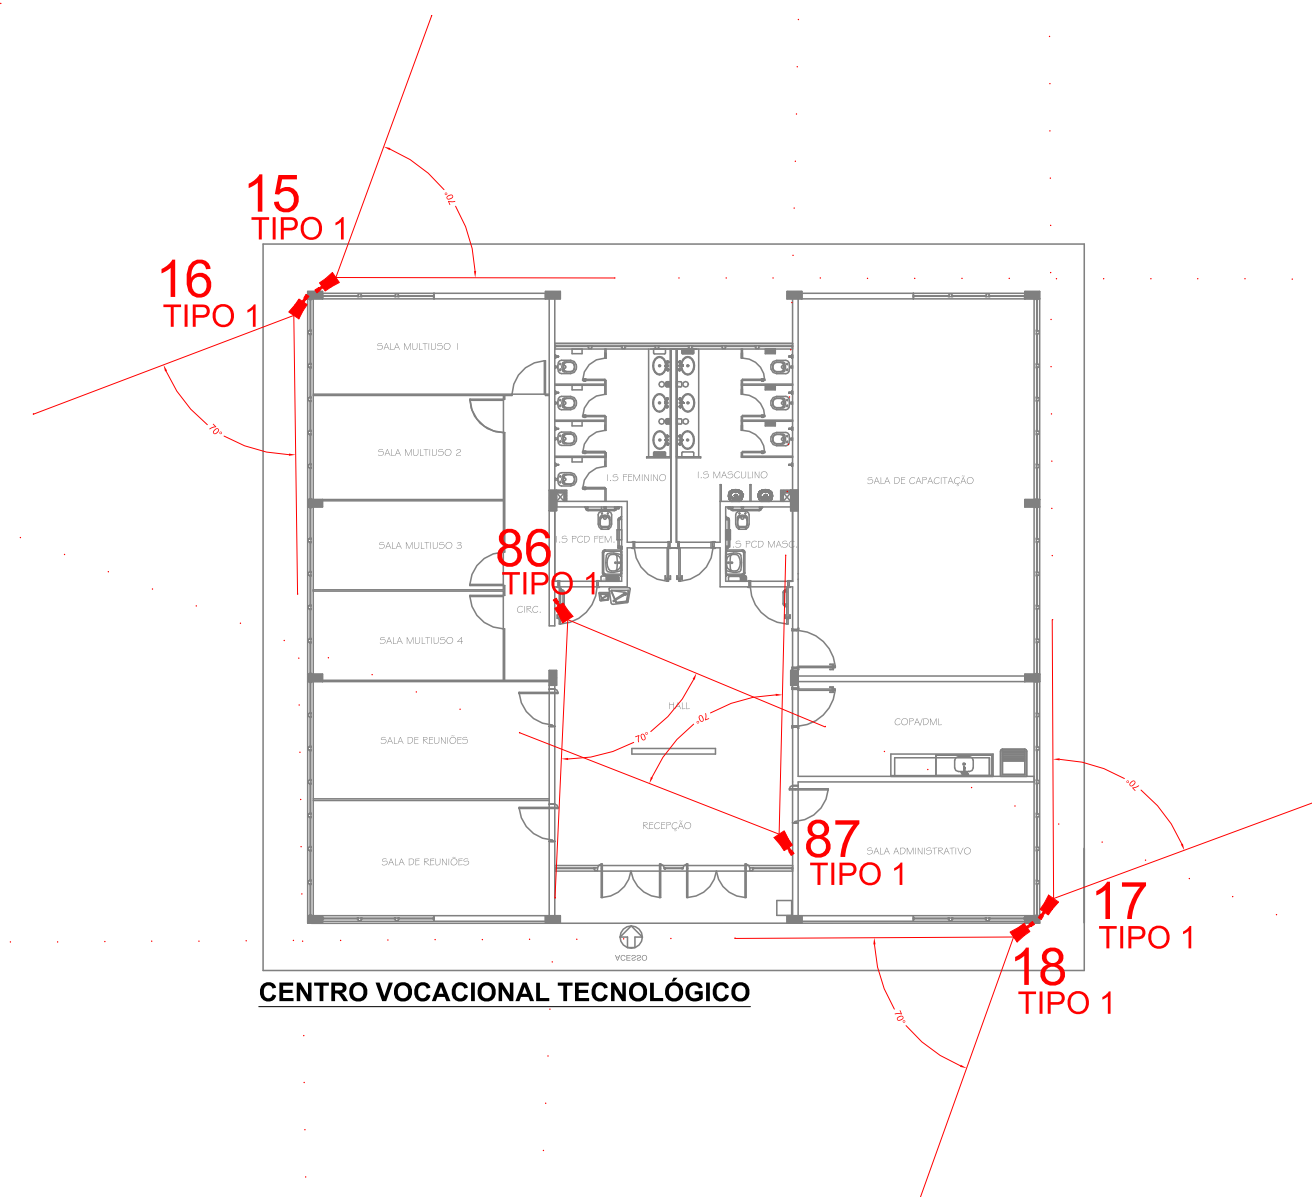 15
TIPO 1
16
TIPO 1
70°
70°
SALA MULTIUSO 1
SALA MULTIUSO 2
I.S FEMININO
I.S MASCULINO
SALA DE CAPACITAÇÃO
SALA MULTIUSO 3
I.S PCD FEM.
I.S PCD MASC.
86
TIPO 1
CIRC.
SALA MULTIUSO 4
HALL
70°
70°
COPA/DML
SALA DE REUNIÕES
70°
RECEPÇÃO
87
TIPO 1
SALA ADMINISTRATIVO
SALA DE REUNIÕES
17
TIPO 1
ACESSO
18
TIPO 1
CENTRO VOCACIONAL TECNOLÓGICO
70°